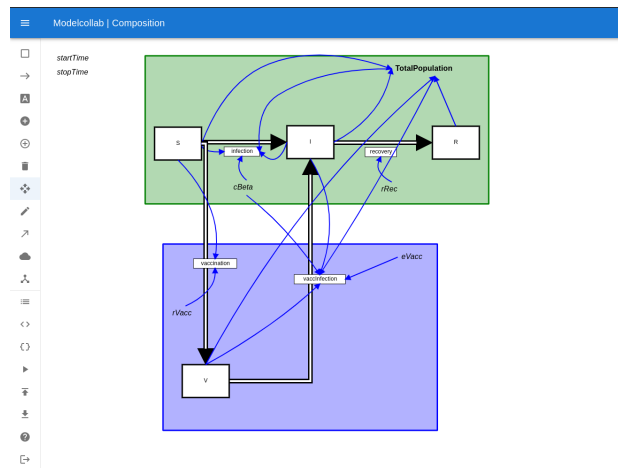 Modelcollab | Composition
startTime
stopTime
TotalPopulation
S
infection
I
recovery
R
cBeta
rRec
vaccination
eVacc
vaccInfection
rVacc
V